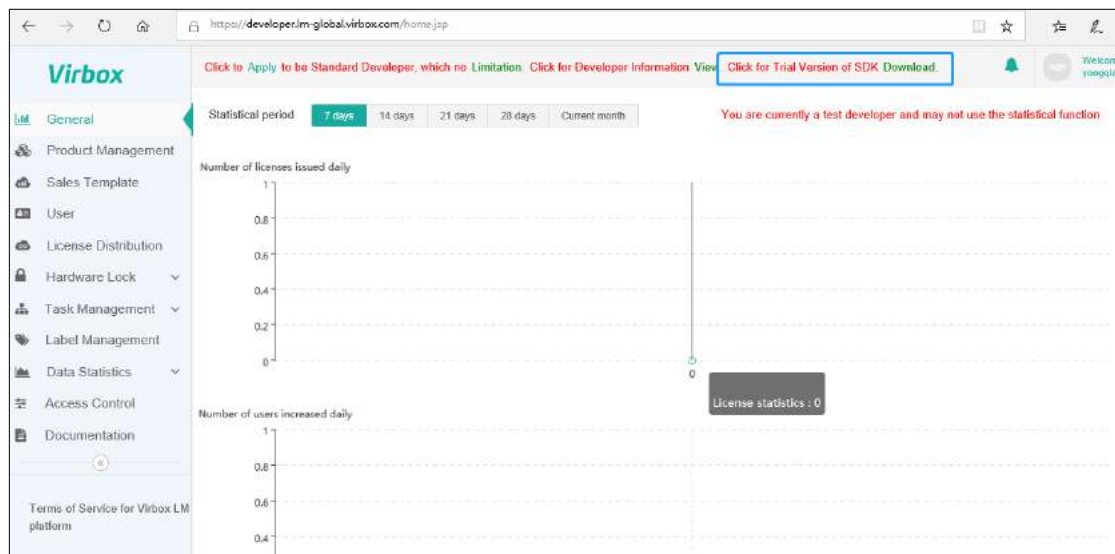 https://developer.lm-global.virbox.com/home.jsp
Virbox
Click to Apply to be Standard Developer, which no Limitation. Click for Developer Information View. Click for Trial Version of SDK Download.
Welcom
yongqia
General
Product Management
Sales Template
User
License Distribution
Hardware Lock
Task Management
Label Management
Data Statistics
Access Control
Documentation
Terms of Service for Virbox LM
platform
Statistical period
7 days
14 days
21 days
28 days
Current month
You are currently a test developer and may not use the statistical function
Number of licenses issued daily
1
0.8
0.6
0.4
0.2
0
0
License statistics : 0
Number of users increased daily
1
0.8
0.6
0.4